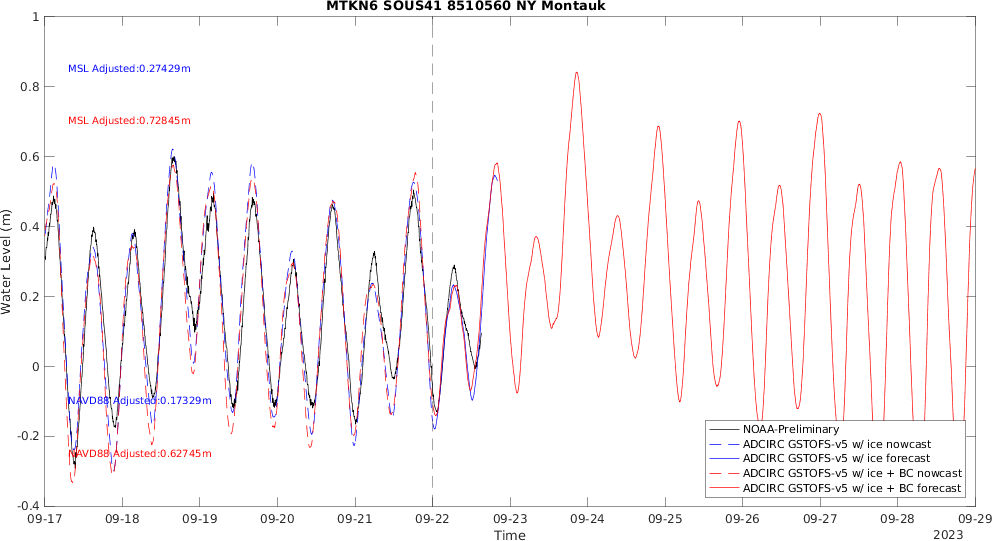 MTKN6 SOUS41 8510560 NY Montauk
1
0.8
0.6
0.4
0.2
0
-0.2
-0.4
Water Level (m)
MSL Adjusted:0.27429m
MSL Adjusted:0.72845m
NAVD88 Adjusted:0.17329m
NAVD88 Adjusted:0.62745m
NOAA-Preliminary
ADCIRC GSTOFS-v5 w/ ice nowcast
ADCIRC GSTOFS-v5 w/ ice forecast
ADCIRC GSTOFS-v5 w/ ice + BC nowcast
ADCIRC GSTOFS-v5 w/ ice + BC forecast
09-17 09-18 09-19 09-20 09-21 09-22 09-23 09-24 09-25 09-26 09-27 09-28 09-29
Time
2023